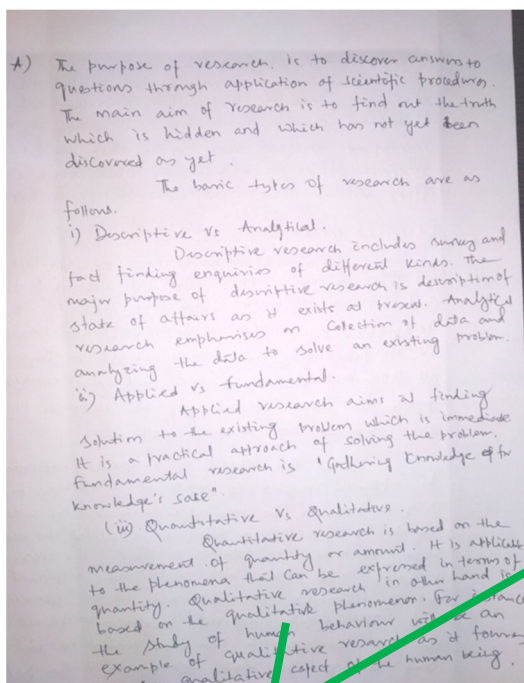 A) The purpose of research, is to discover answers to
questions through application of scientific procedures.
The main aim of research is to find out the truth
which is hidden and which has not yet been
discovered as yet.
The basic types of research are as
follows.
i) Descriptive vs Analytical.
Descriptive research includes survey and
fact finding enquiries of different kinds. The
major purpose of descriptive research is description of
state of affairs as it exists at present. Analytical
research emphasises on Colection of data and
analyzing the data to solve an existing problem.
ii) Applied vs fundamental.
Applied research aims at finding
solution to the existing problem which is immediate
It is a practical approach of solving the problem.
Fundamental research is "Gathering Knowledge for
Knowledge's sake".
(iii) Quantitative Vs Qualitative.
Quantitative research is based on the
measurement of quantity or amount. It is applicable
to the phenomena that can be expressed in terms of
quantity. Qualitative research in other hand is
based on the qualitative phenomenon. For instance
the study of human behaviour an
example of qualitative research as it
qualitative aspect of the human being.